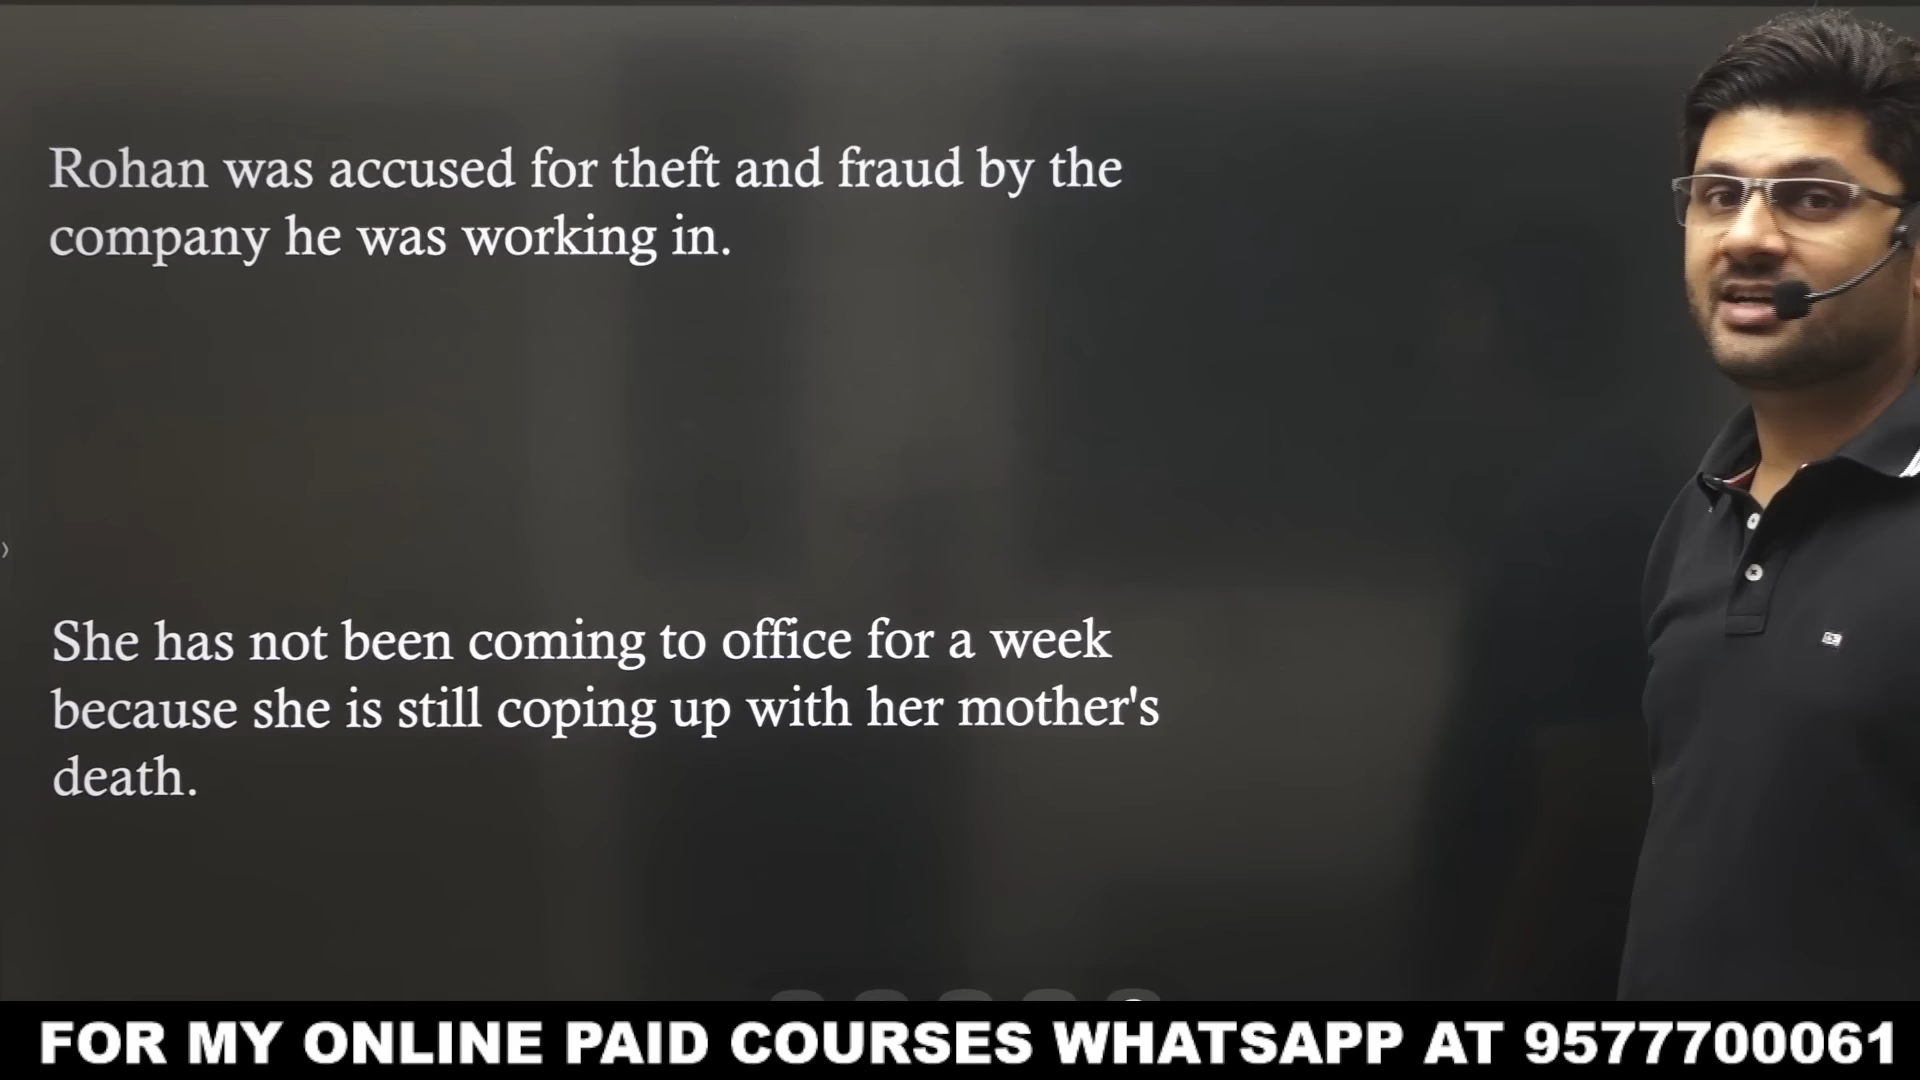 Rohan was accused for theft and fraud by the
company he was working in.
She has not been coming to office for a week
because she is still coping up with her mother's
death.
FOR MY ONLINE PAID COURSES WHATSAPP AT 9577700061